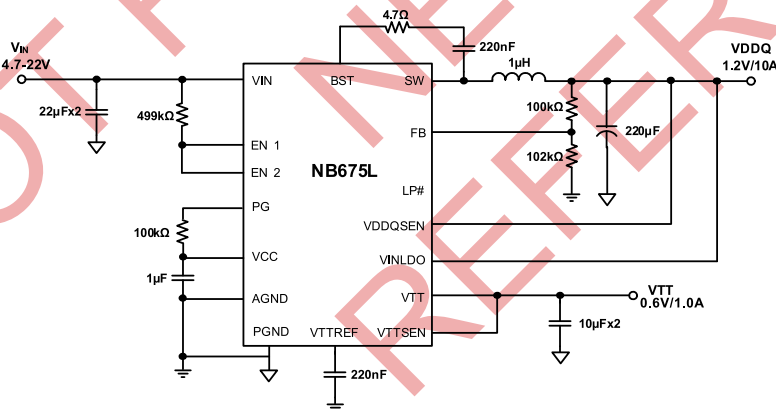 4.7Ω
220nF
1µH
VIN
4.7-22V
VDDQ
1.2V/10A
VIN
BST
SW
22µFx2
499kΩ
100kΩ
220µF
FB
102kΩ
EN 1
EN 2
NB675L
LP#
PG
VDDQSEN
100kΩ
VCC
VINLDO
1µF
AGND
VTT
VTT
0.6V/1.0A
PGND
VTTREF
VTTSEN
10µFx2
220nF
REFER